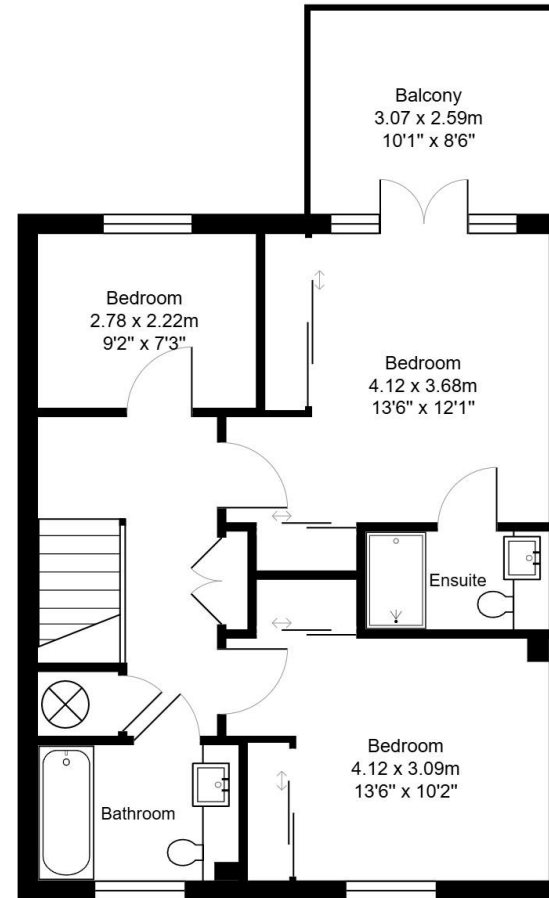 Balcony
3.07 x 2.59m
10'1" x 8'6"
Bedroom
2.78 x 2.22m
9'2" x 7'3"
Bedroom
4.12 x 3.68m
13'6" x 12'1"
Ensuite
Bedroom
4.12 x 3.09m
13'6" x 10'2"
Bathroom